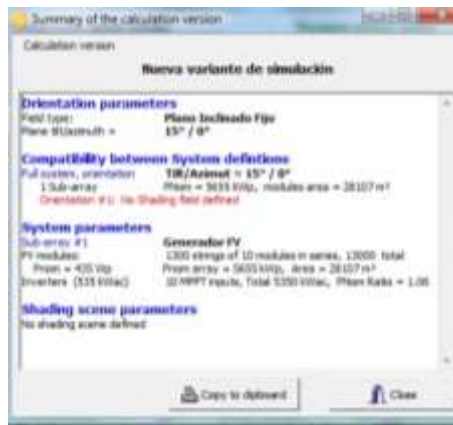 Summary of the calculation version
Calculation version
Nueva variante de simulación
Orientation parameters
Field type: Plano Inclinado Fijo
Plane tilt/azimuth = 15° / 0°
Compatibility between System defintions
Full system, orientation Tilt/Azimut = 15° / 0°
1 Sub-array PNom = 5655 kWp, modules area = 28107 m²
Orientation #1: No Shading field defined
System parameters
Sub-array #1 Generador FV
PV modules: 1300 strings of 10 modules in series, 13000 total
Pnom = 435 Wp Pnom array = 5655 kWp, Area = 28107 m²
Inverters (535 kWac) 10 MPPT inputs, Total 5350 kWac, PNom Ratio = 1.06
Shading scene parameters
No shading scene defined
Copy to clipboard
Close